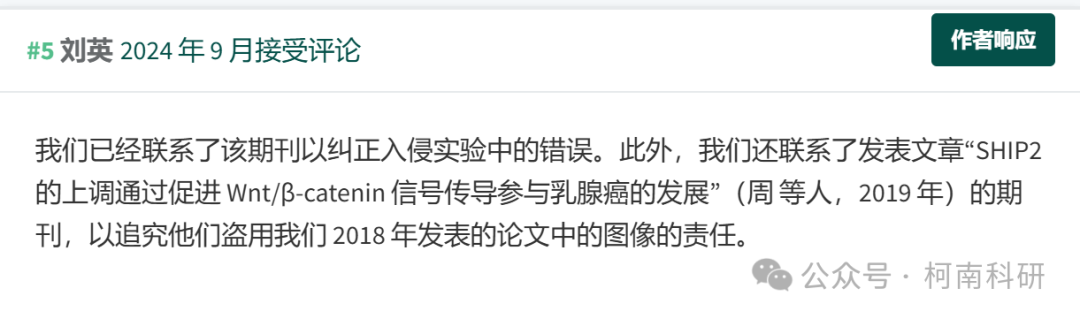 #5 刘英 2024 年 9 月接受评论
作者响应
我们已经联系了该期刊以纠正入侵实验中的错误。此外，我们还联系了发表文章“SHIP2
的上调通过促进 Wnt/β-catenin 信号传导参与乳腺癌的发展”（周 等人，2019 年）的期
刊，以追究他们盗用我们 2018 年发表的论文中的图像的责任。
公众号 · 柯南科研